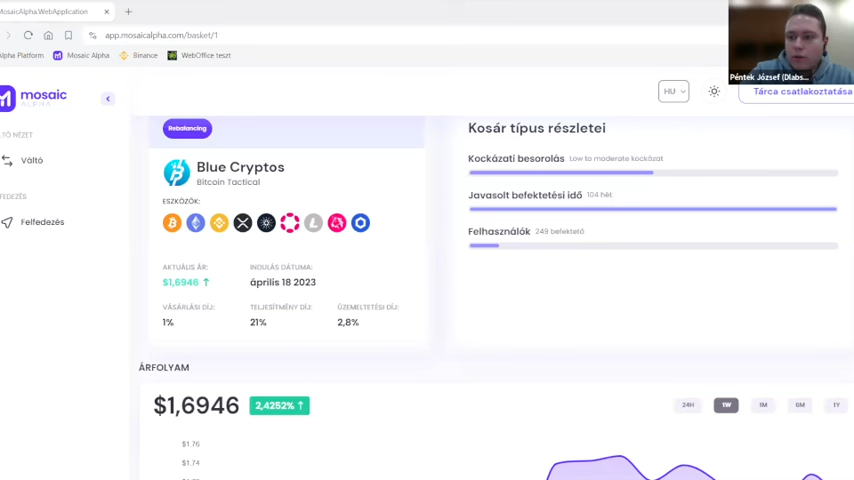 MosaicAlpha.WebApplication
app.mosaicalpha.com/basket/1
Alpha Platform
Mosaic Alpha
Binance
WebOffice teszt
Péntek József (Dlabs...
mosaic
ALPHA
HU
Tárca csatlakoztatása
TÓ NÉZET
Váltó
FEDEZÉS
Felfedezés
Rebalancing
Blue Cryptos
Bitcoin Tactical
ESZKÖZÖK:
AKTUÁLIS ÁR:
INDULÁS DÁTUMA:
$1,6946 ↑
április 18 2023
VÁSÁRLÁSI DÍJ:
TELJESÍTMÉNY DÍJ:
ÜZEMELTETÉSI DÍJ:
1%
21%
2,8%
Kosár típus részletei
Kockázati besorolás Low to moderate kockázat
Javasolt befektetési idő 104 hét
Felhasználók 249 befektető
ÁRFOLYAM
$1,6946
2,4252% ↑
24H
1W
1M
6M
1Y
$1.76
$1.74